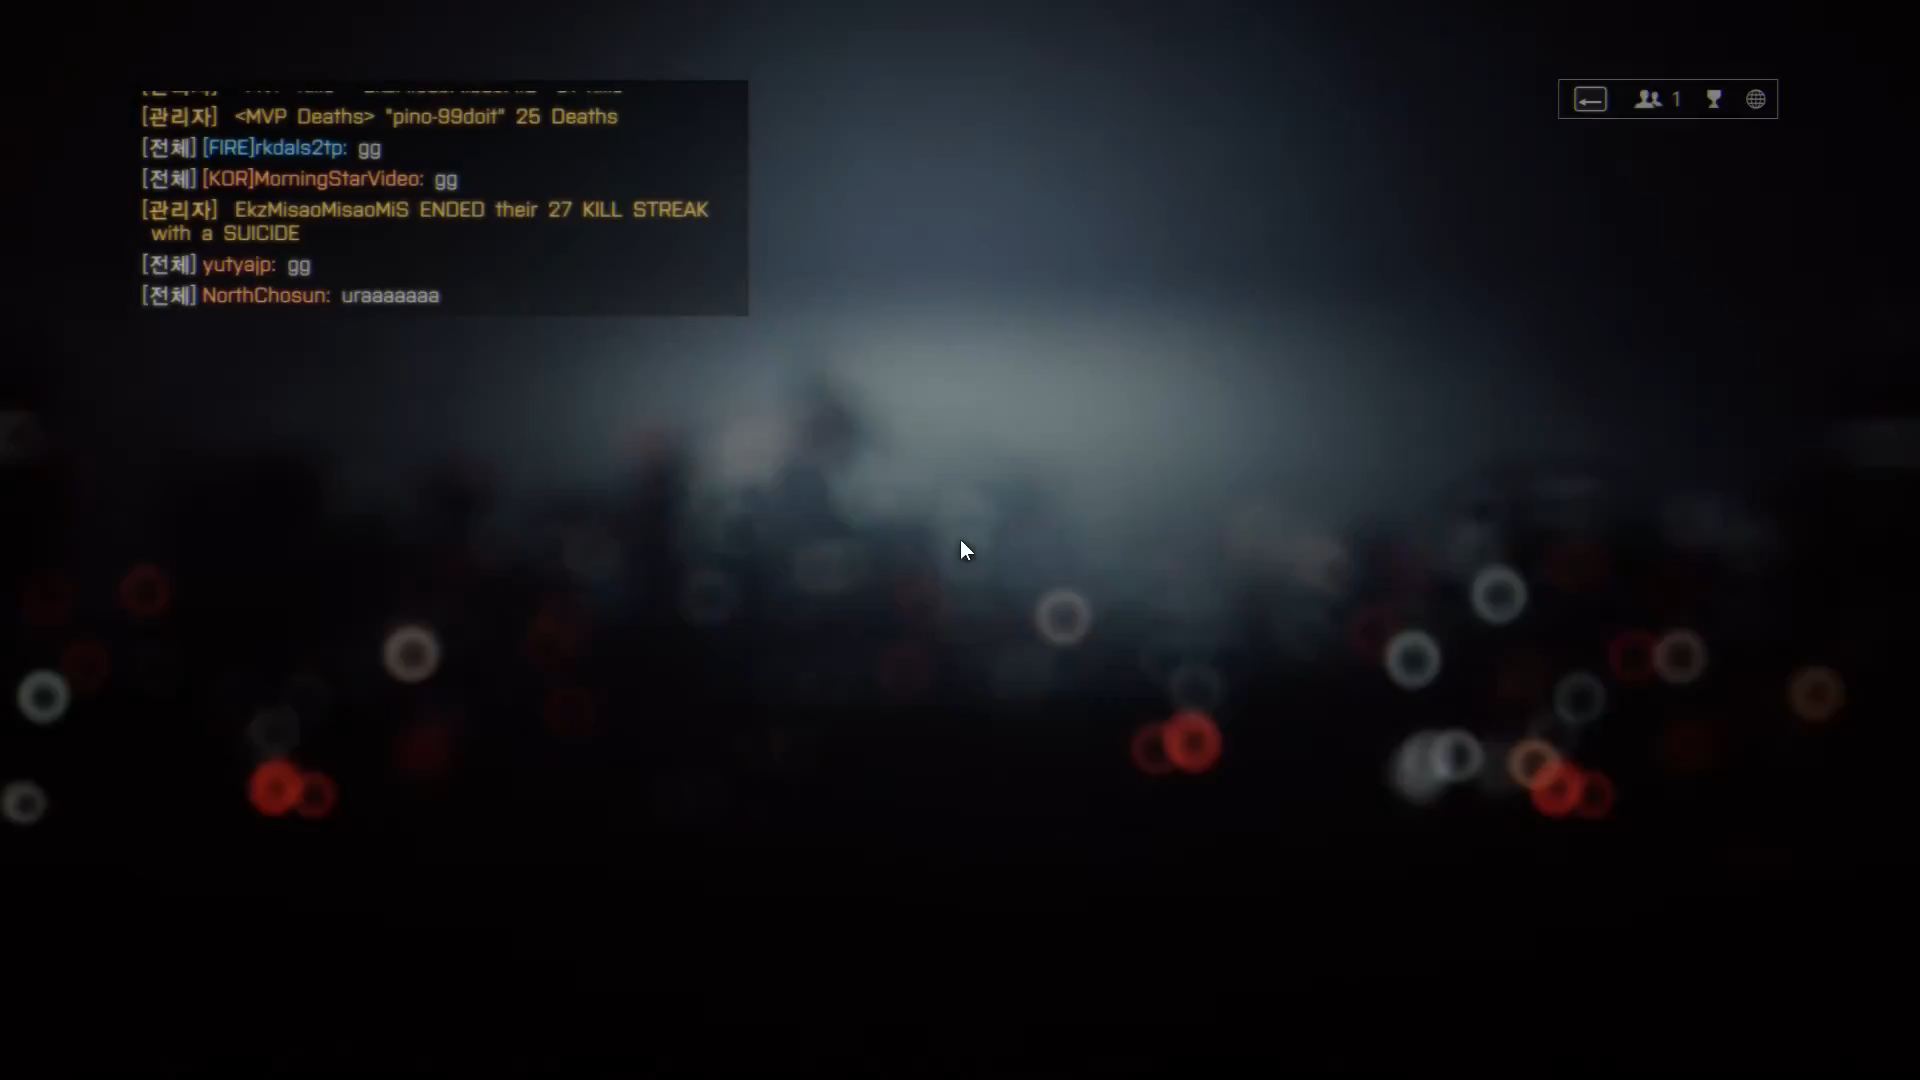 [관리자] <MVP Deaths> "pino-99doit" 25 Deaths
[전체] [FIRE]rkdals2tp: gg
[전체] [KOR]MorningStarVideo: gg
[관리자] EkzMisaoMisaoMiS ENDED their 27 KILL STREAK
with a SUICIDE
[전체] yutyajp: gg
[전체] NorthChosun: uraaaaaaa
1